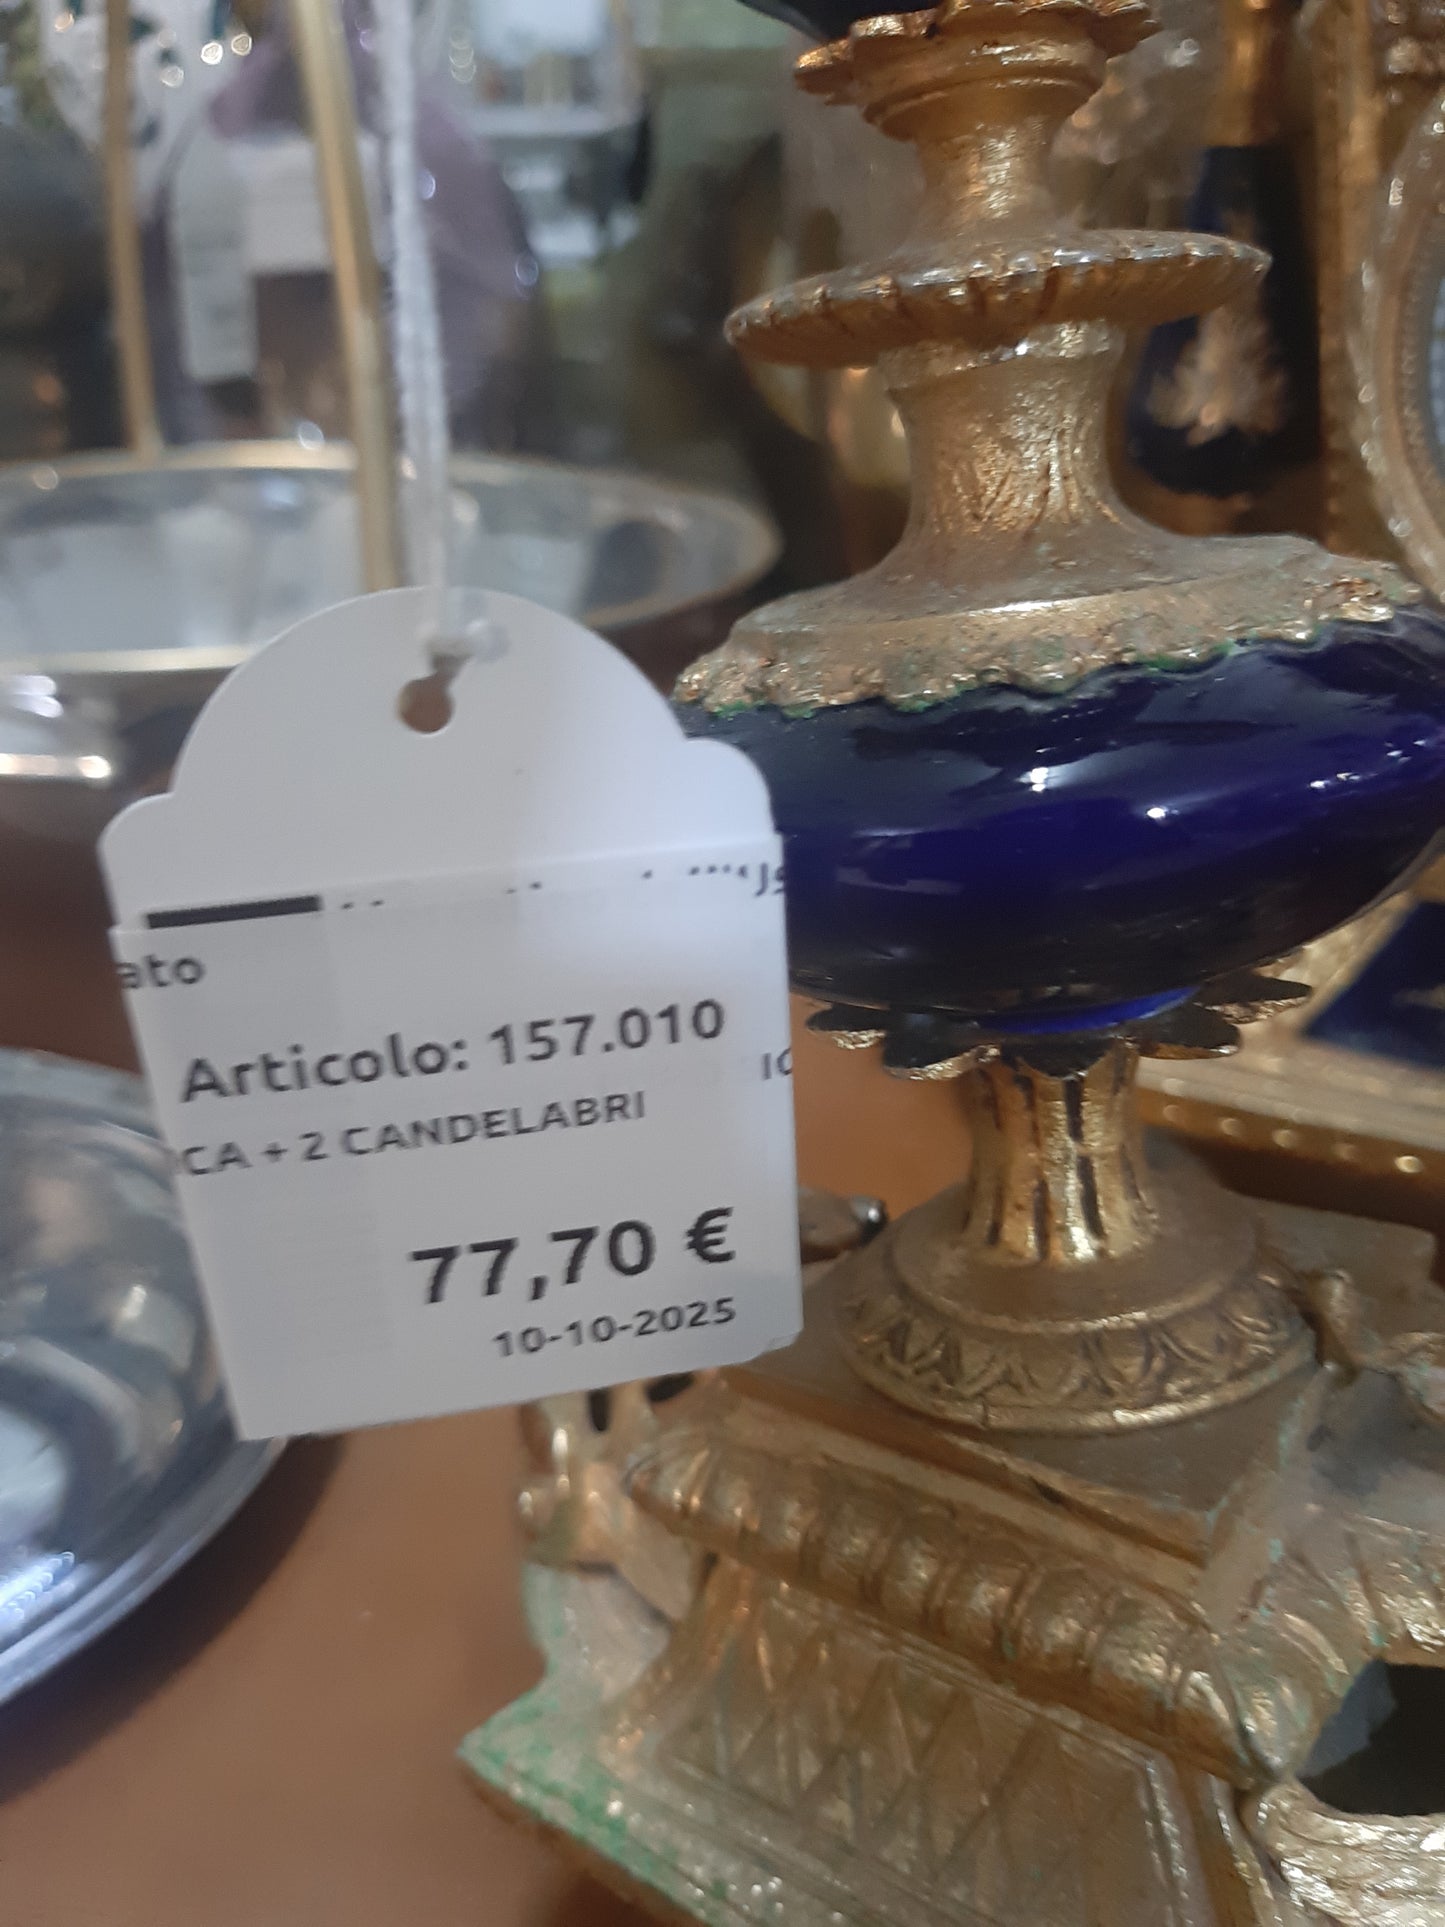 ato
Articolo: 157.010
CA + 2 CANDELABRI
77,70 €
10-10-2025